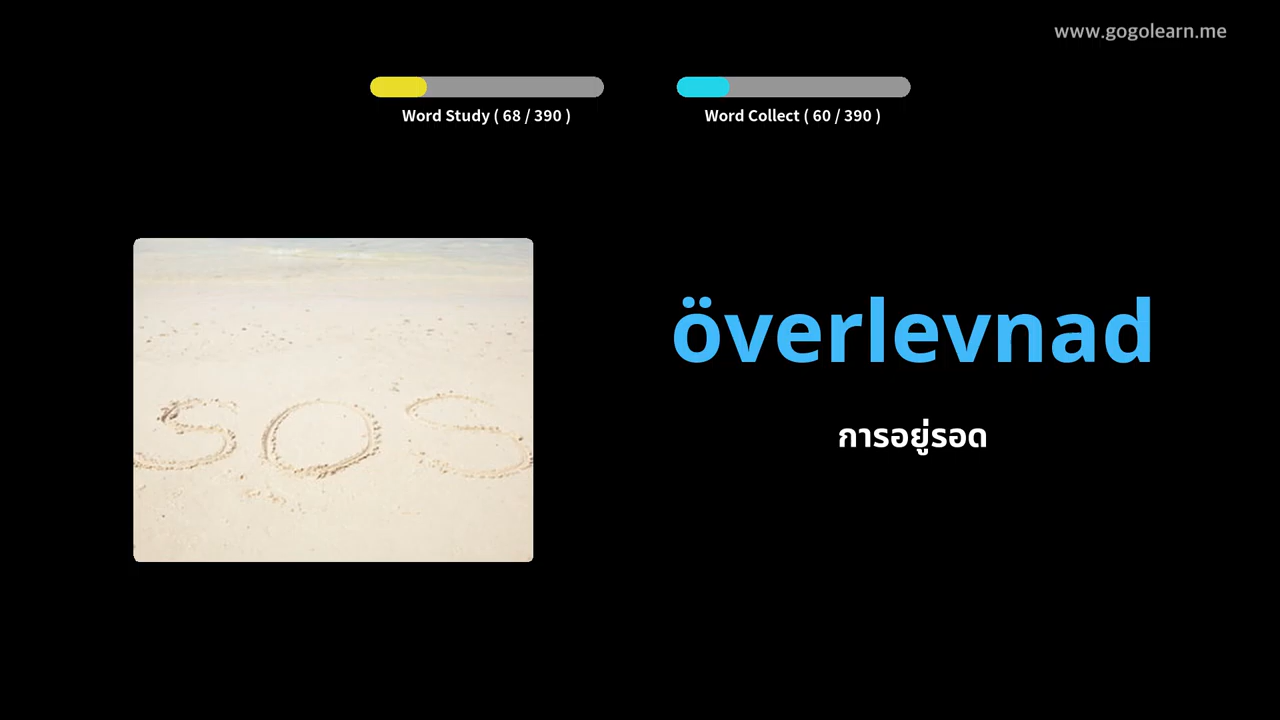 www.gogolearn.me
Word Study ( 68 / 390 )
Word Collect ( 60 / 390 )
SOS
överlevnad
การอยู่รอด